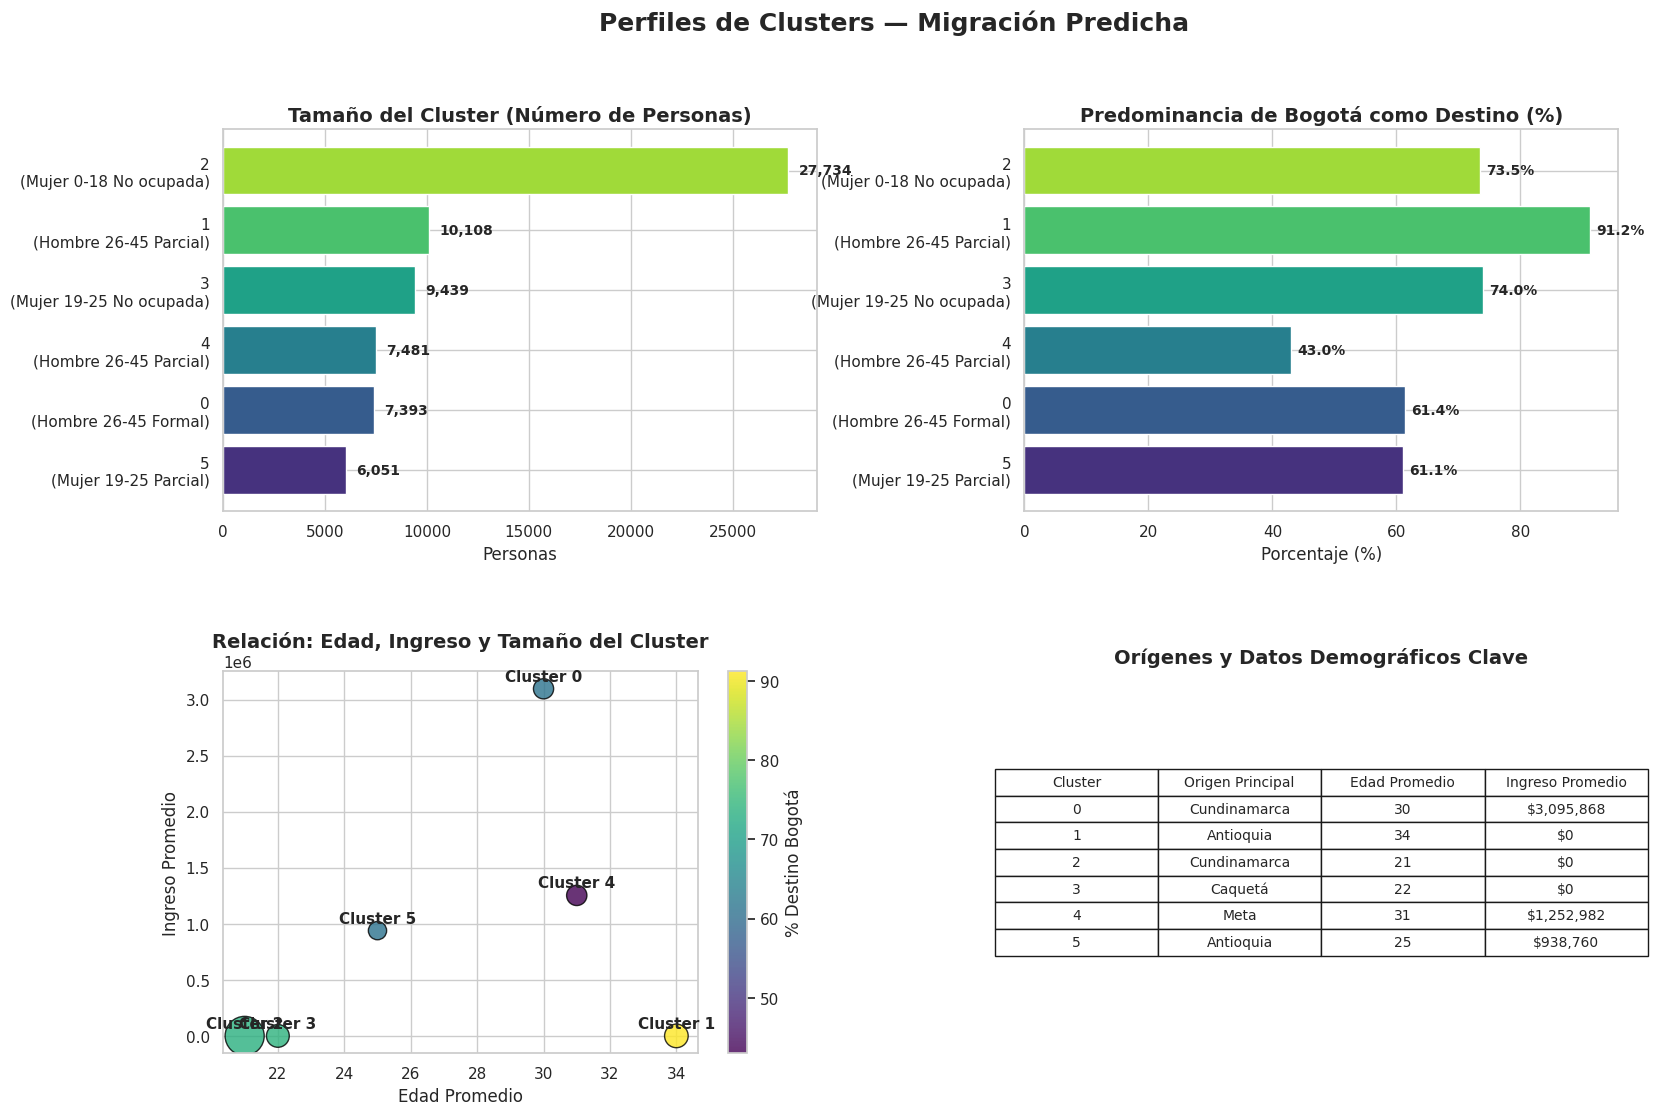 Perfiles de Clusters — Migración Predicha
Tamaño del Cluster (Número de Personas)
2
(Mujer 0-18 No ocupada)
27,734
1
(Hombre 26-45 Parcial)
10,108
3
(Mujer 19-25 No ocupada)
9,439
4
(Hombre 26-45 Parcial)
7,481
0
(Hombre 26-45 Formal)
7,393
5
(Mujer 19-25 Parcial)
6,051
0 5000 10000 15000 20000 25000
Personas
Predominancia de Bogotá como Destino (%)
2
(Mujer 0-18 No ocupada)
73.5%
1
(Hombre 26-45 Parcial)
91.2%
3
(Mujer 19-25 No ocupada)
74.0%
4
(Hombre 26-45 Parcial)
43.0%
0
(Hombre 26-45 Formal)
61.4%
5
(Mujer 19-25 Parcial)
61.1%
0 20 40 60 80
Porcentaje (%)
Relación: Edad, Ingreso y Tamaño del Cluster
1e6
3.0
2.5
2.0
1.5
1.0
0.5
0.0
Ingreso Promedio
Cluster 0
Cluster 4
Cluster 5
Cluster 2
Cluster 3
Cluster 1
22 24 26 28 30 32 34
Edad Promedio
90
80
70
60
50
% Destino Bogotá
Orígenes y Datos Demográficos Clave
Cluster Origen Principal Edad Promedio Ingreso Promedio
0 Cundinamarca 30 $3,095,868
1 Antioquia 34 $0
2 Cundinamarca 21 $0
3 Caquetá 22 $0
4 Meta 31 $1,252,982
5 Antioquia 25 $938,760